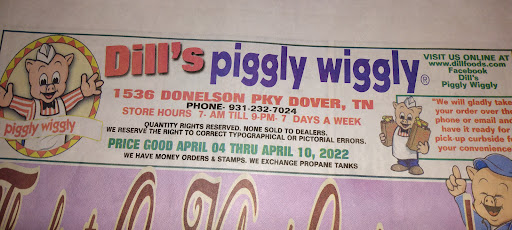 Dill's piggly wiggly®
1536 DONELSON PKY DOVER, TN
PHONE- 931-232-7024
STORE HOURS 7- AM TILL 9-PM- 7 DAYS A WEEK
QUANTITY RIGHTS RESERVED. NONE SOLD TO DEALERS.
WE RESERVE THE RIGHT TO CORRECT TYPOGRAPHICAL OR PICTORIAL ERRORS.
PRICE GOOD APRIL 04 THRU APRIL 10, 2022
WE HAVE MONEY ORDERS & STAMPS. WE EXCHANGE PROPANE TANKS
piggly wiggly
VISIT US ONLINE AT
www.dillfoods.com
Facebook
Dill's
Piggly Wiggly
"We will gladly take
your order over the
phone or email and
have it ready for
pick up curbside for
your convenience